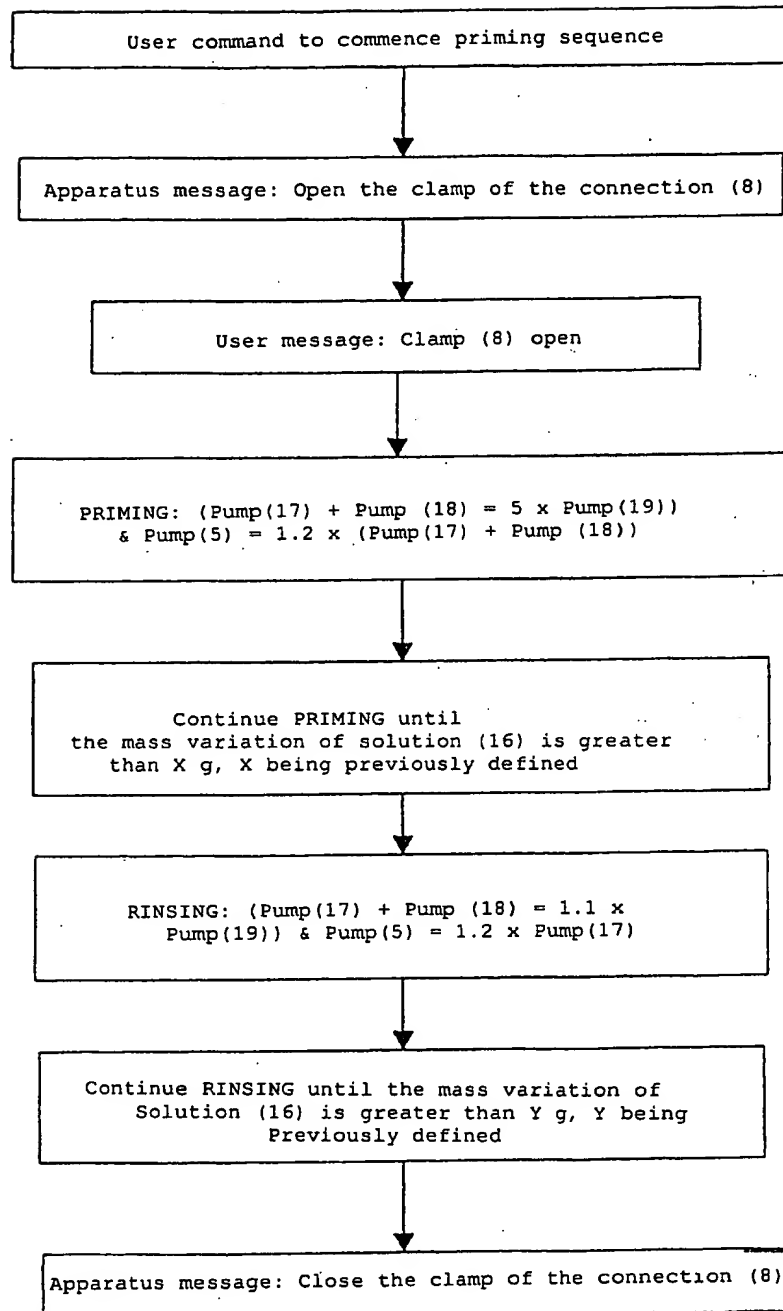 User command to commence priming sequence
Apparatus message: Open the clamp of the connection (8)
User message: Clamp (8) open
PRIMING: (Pump(17) + Pump (18) = 5 x Pump(19))
& Pump(5) = 1.2 x (Pump(17) + Pump (18))
Continue PRIMING until
the mass variation of solution (16) is greater
than X g, X being previously defined
RINSING: (Pump(17) + Pump (18) = 1.1 x
Pump(19)) & Pump(5) = 1.2 x Pump(17)
Continue RINSING until the mass variation of
Solution (16) is greater than Y g, Y being
Previously defined
Apparatus message: Close the clamp of the connection (8)